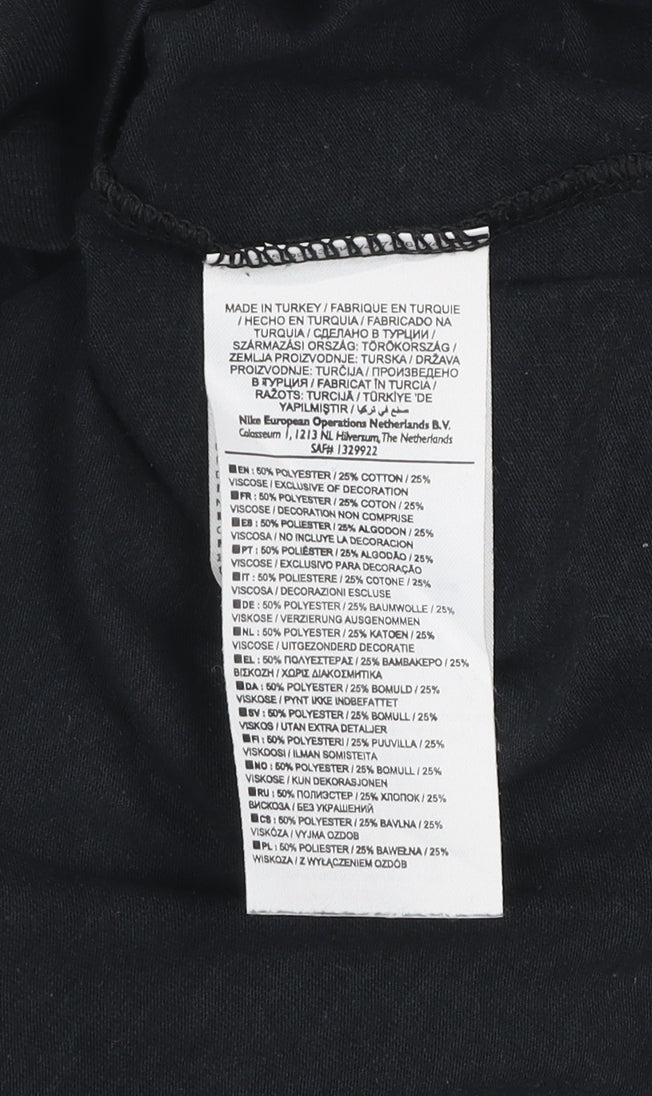 MADE IN TURKEY / FABRIQUE EN TURQUIE
/ HECHO EN TURQUIA / FABRICADO NA
TURQUIA / СДЕЛАНО В ТУРЦИИ /
SZÁRMAZÁSI ORSZÁG: TÖRÖKORSZÁG /
ZEMLJA PROIZVODNJE: TURSKA / DRŽAVA
PROIZVODNJE: TURČIJA / ПРОИЗВЕДЕНО
В ТУРЦИЯ / FABRICAT ÎN TURCIA /
RAŽOTS: TURCIJĀ / TÜRKİYE 'DE
YAPILMIŞTIR / صنع في تركيا
Nike European Operations Netherlands B.V.
Colosseum 1, 1213 NL Hilversum, The Netherlands
SAF# 1329922
EN : 50% POLYESTER / 25% COTTON / 25%
VISCOSE / EXCLUSIVE OF DECORATION
FR : 50% POLYESTER / 25% COTON / 25%
VISCOSE / DECORATION NON COMPRISE
ES : 50% POLIESTER / 25% ALGODON / 25%
VISCOSA / NO INCLUYE LA DECORACION
PT : 50% POLIÉSTER / 25% ALGODÃO / 25%
VISCOSE / EXCLUSIVO PARA DECORAÇÃO
IT : 50% POLIESTERE / 25% COTONE / 25%
VISCOSA / DECORAZIONI ESCLUSE
DE : 50% POLYESTER / 25% BAUMWOLLE / 25%
VISKOSE / VERZIERUNG AUSGENOMMEN
NL : 50% POLYESTER / 25% KATOEN / 25%
VISCOSE / UITGEZONDERD DECORATIE
EL : 50% ΠΟΛΥΕΣΤΕΡΑΣ / 25% ΒΑΜΒΑΚΕΡΟ / 25%
ΒΙΣΚΟΖΗ / ΧΩΡΙΣ ΔΙΑΚΟΣΜΗΤΙΚΑ
DA : 50% POLYESTER / 25% BOMULD / 25%
VISKOSE / PYNT IKKE INDBEFATTET
SV : 50% POLYESTER / 25% BOMULL / 25%
VISKOS / UTAN EXTRA DETALJER
FI : 50% POLYESTERI / 25% PUUVILLA / 25%
VISKOOSI / ILMAN SOMISTEITA
NO : 50% POLYESTER / 25% BOMULL / 25%
VISKOSE / KUN DEKORASJONEN
RU : 50% ПОЛИЭСТЕР / 25% ХЛОПОК / 25%
ВИСКОЗА / БЕЗ УКРАШЕНИЙ
CS : 50% POLYESTER / 25% BAVLNA / 25%
VISKÓZA / VYJMA OZDOB
PL : 50% POLIESTER / 25% BAWEŁNA / 25%
WISKOZA / Z WYŁĄCZENIEM OZDÓB